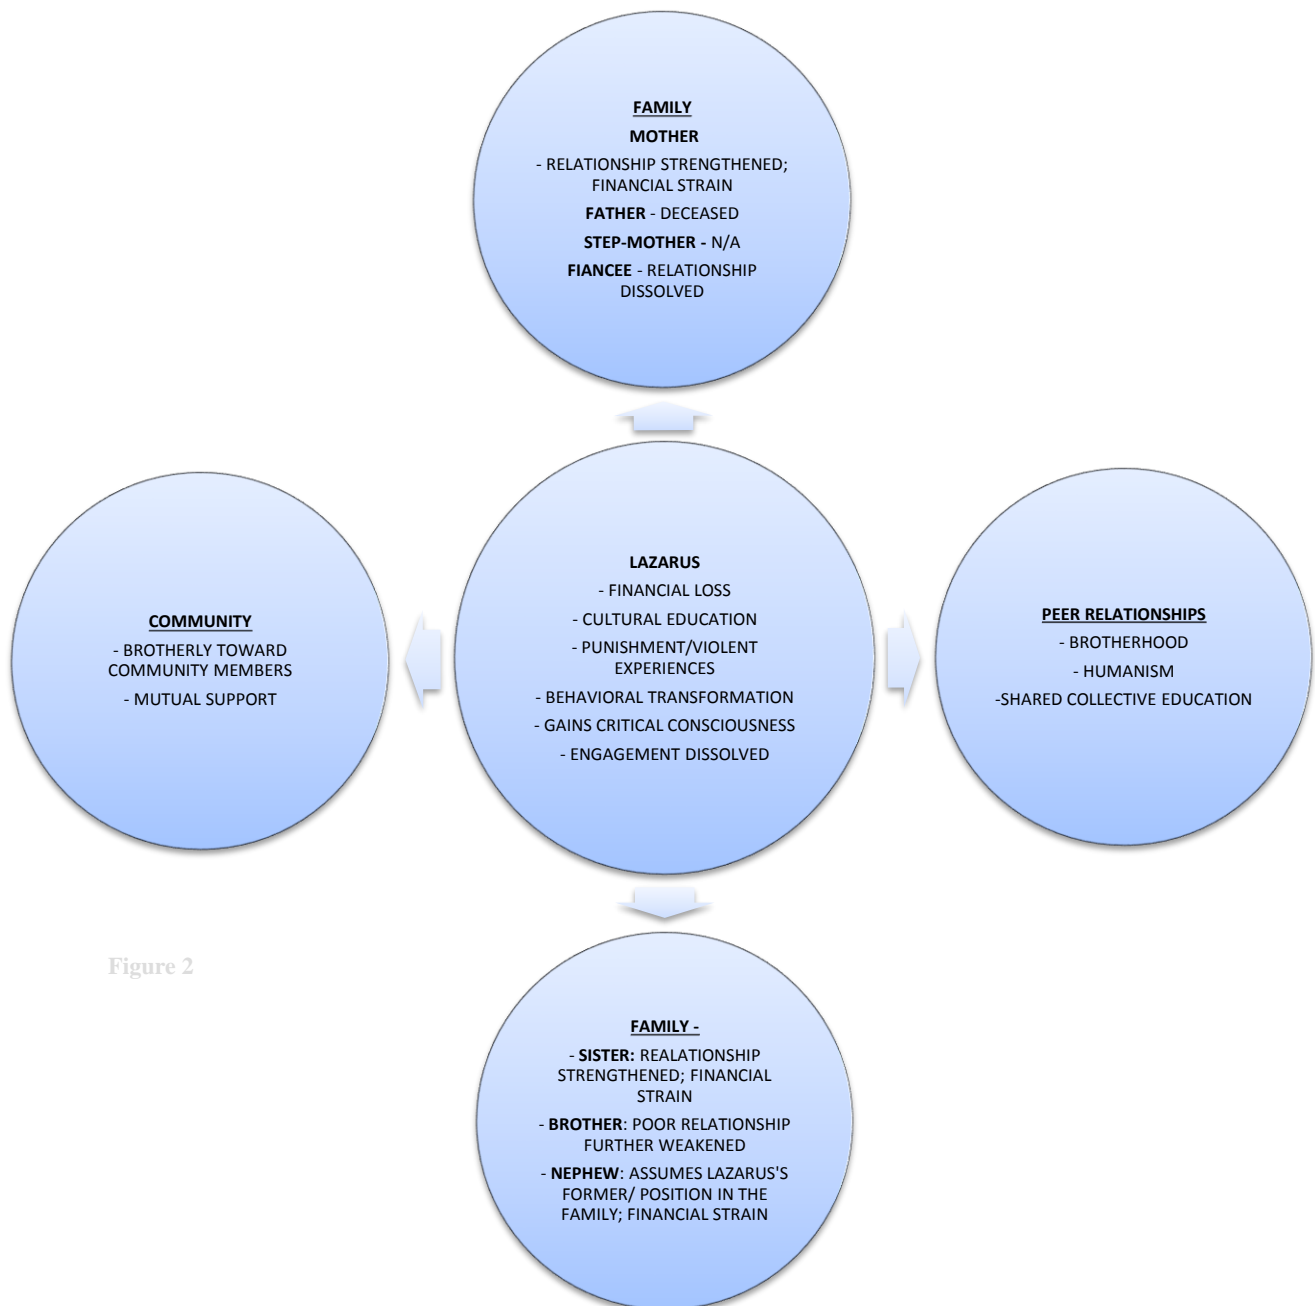 FAMILY
MOTHER
- RELATIONSHIP STRENGTHENED;
FINANCIAL STRAIN
FATHER - DECEASED
STEP-MOTHER - N/A
FIANCEE - RELATIONSHIP
DISSOLVED
COMMUNITY
- BROTHERLY TOWARD
COMMUNITY MEMBERS
- MUTUAL SUPPORT
LAZARUS
- FINANCIAL LOSS
- CULTURAL EDUCATION
- PUNISHMENT/VIOLENT
EXPERIENCES
- BEHAVIORAL TRANSFORMATION
- GAINS CRITICAL CONSCIOUSNESS
- ENGAGEMENT DISSOLVED
PEER RELATIONSHIPS
- BROTHERHOOD
- HUMANISM
-SHARED COLLECTIVE EDUCATION
Figure 2
FAMILY -
- SISTER: REALATIONSHIP
STRENGTHENED; FINANCIAL
STRAIN
- BROTHER: POOR RELATIONSHIP
FURTHER WEAKENED
- NEPHEW: ASSUMES LAZARUS'S
FORMER/ POSITION IN THE
FAMILY; FINANCIAL STRAIN